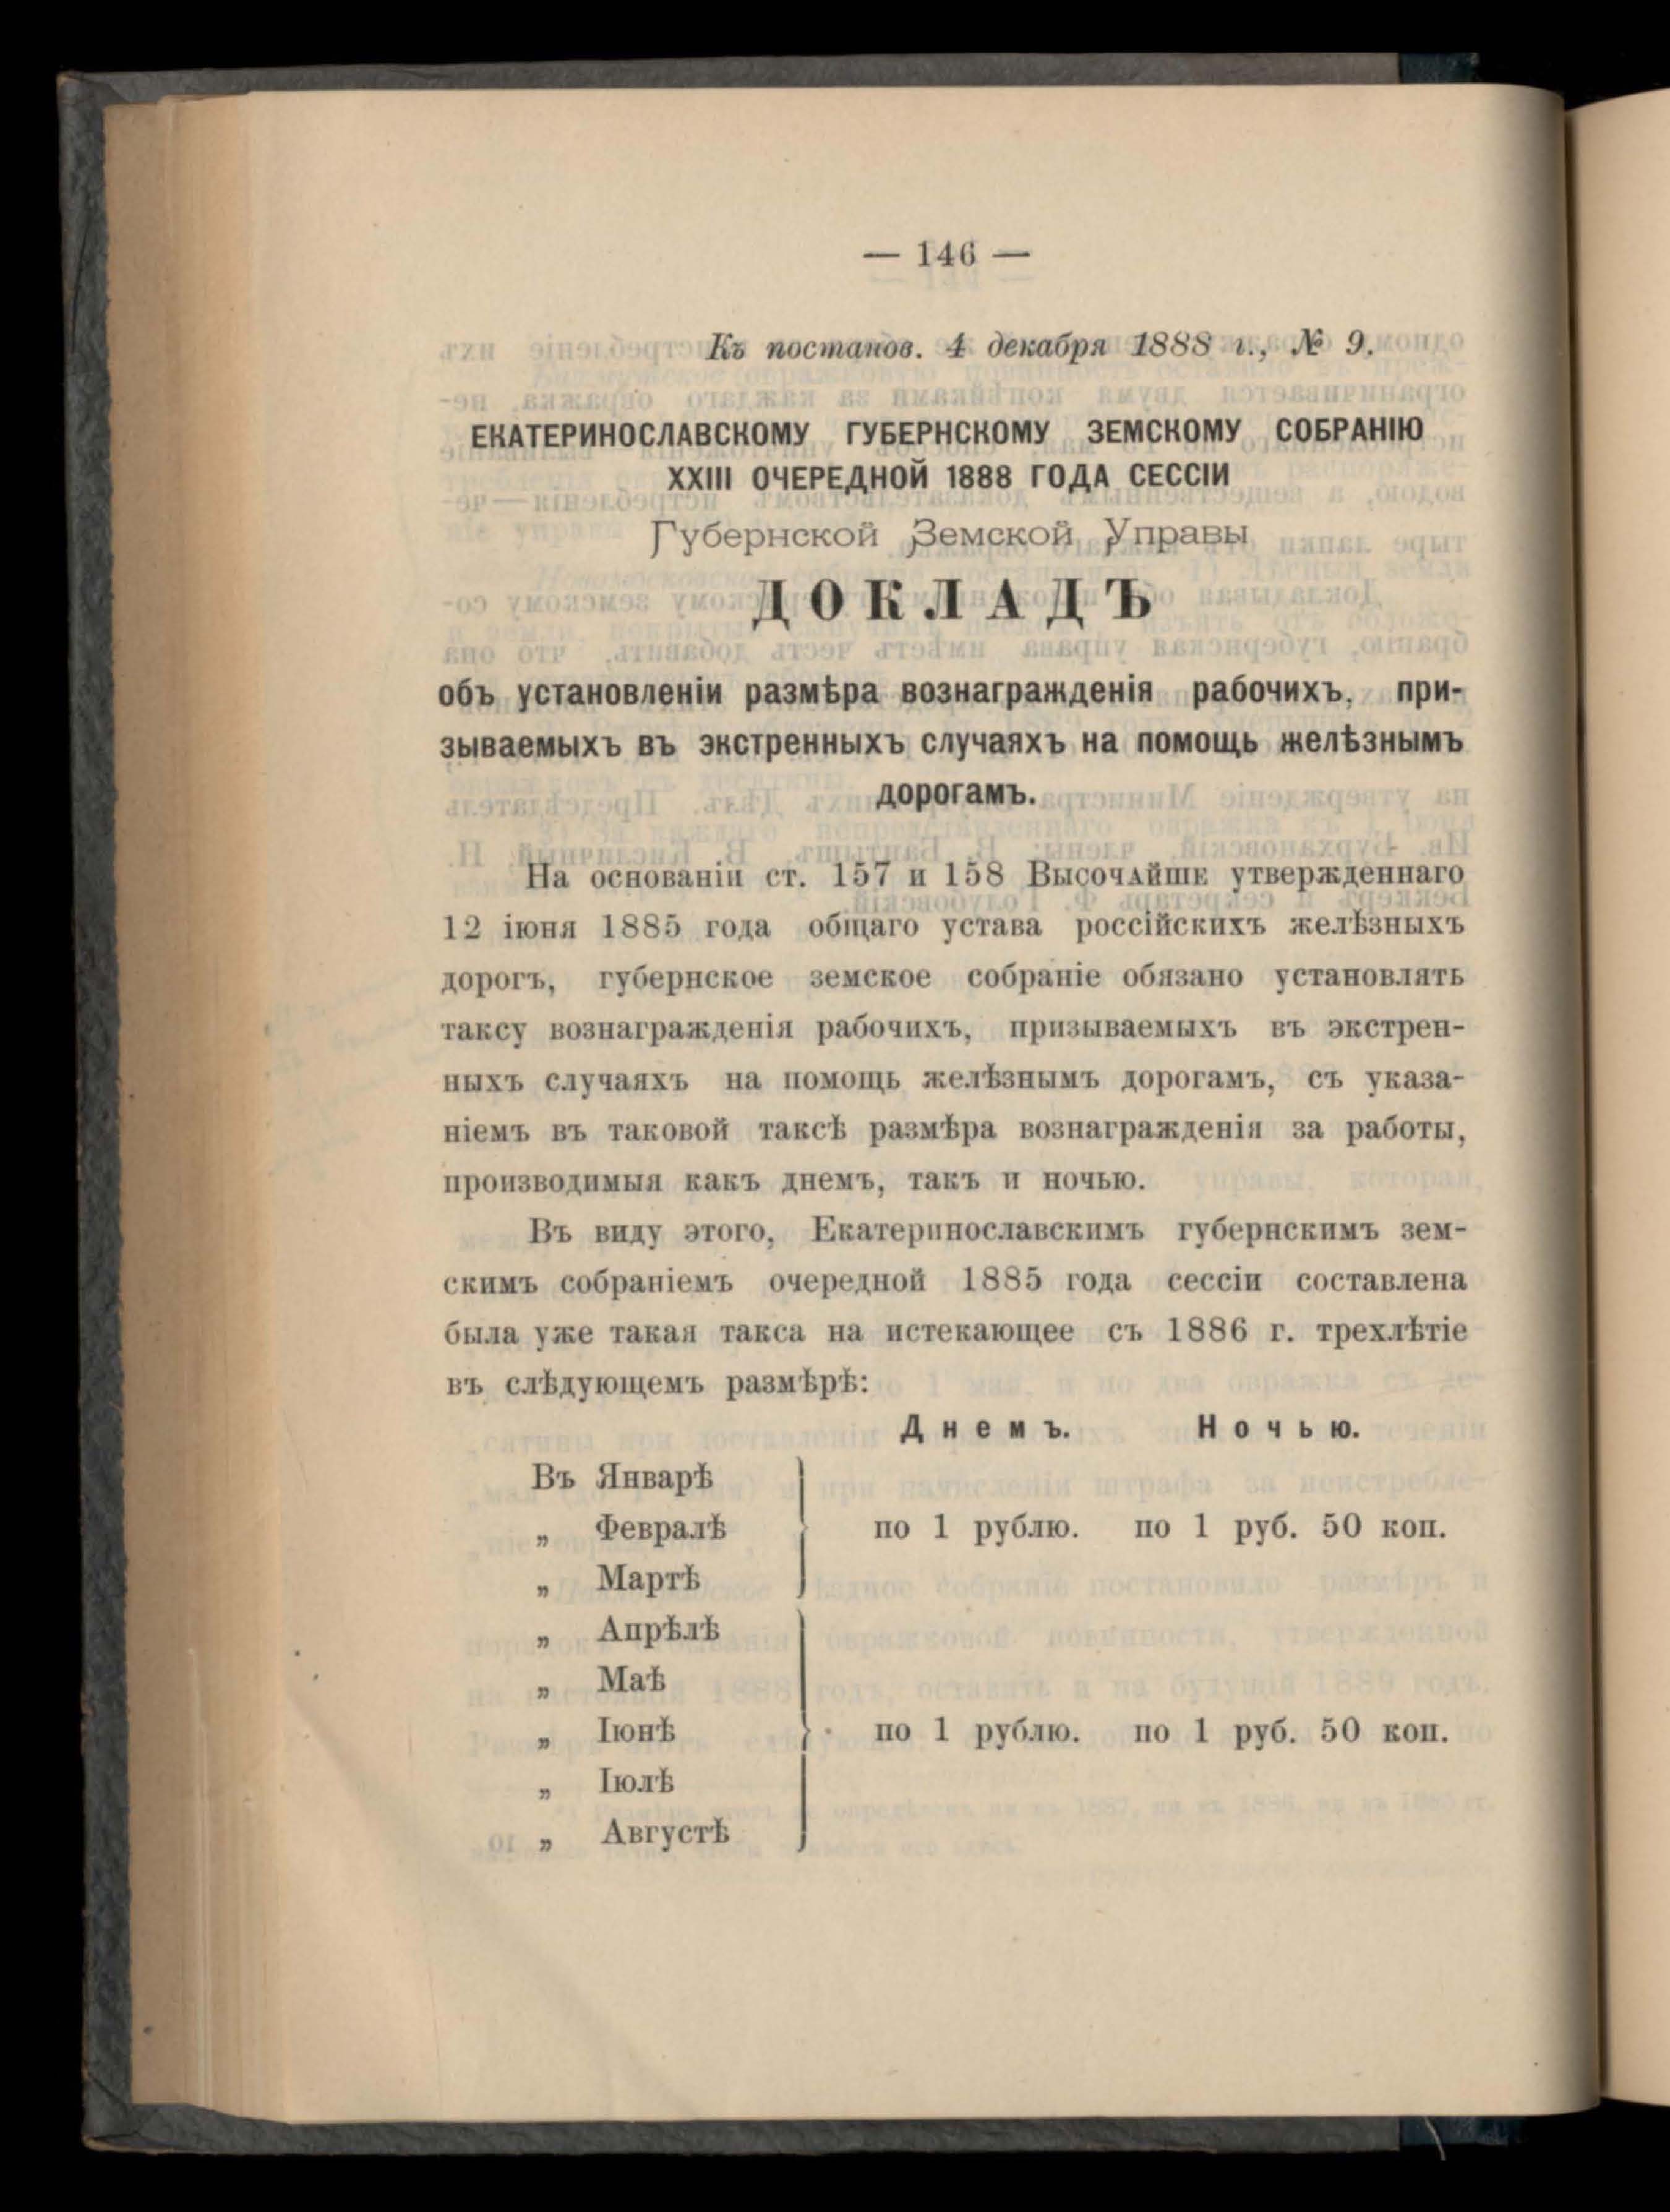 — 146 —
Къ постанов. 4 декабря 1888 г., № 9.
ЕКАТЕРИНОСЛАВСКОМУ ГУБЕРНСКОМУ ЗЕМСКОМУ СОБРАНІЮ
XXIII ОЧЕРЕДНОЙ 1888 ГОДА СЕССІИ
Губернской Земской Управы
ДОКЛАДЪ
объ установленіи размѣра вознагражденія рабочихъ, при-
зываемыхъ въ экстренныхъ случаяхъ на помощь желѣзнымъ
дорогамъ.
На основаніи ст. 157 и 158 Высочайше утвержденнаго
12 іюня 1885 года общаго устава россійскихъ желѣзныхъ
дорогъ, губернское земское собраніе обязано установлять
таксу вознагражденія рабочихъ, призываемыхъ въ экстрен-
ныхъ случаяхъ на помощь желѣзнымъ дорогамъ, съ указа-
ніемъ въ таковой таксѣ размѣра вознагражденія за работы,
производимыя какъ днемъ, такъ и ночью.
Въ виду этого, Екатеринославскимъ губернскимъ зем-
скимъ собраніемъ очередной 1885 года сессіи составлена
была уже такая такса на истекающее съ 1886 г. трехлѣтіе
въ слѣдующемъ размѣрѣ:
Днемъ. Ночью.
Въ Январѣ
„ Февралѣ по 1 рублю. по 1 руб. 50 коп.
„ Мартѣ
„ Апрѣлѣ
„ Маѣ
„ Іюнѣ по 1 рублю. по 1 руб. 50 коп.
„ Іюлѣ
„ Августѣ